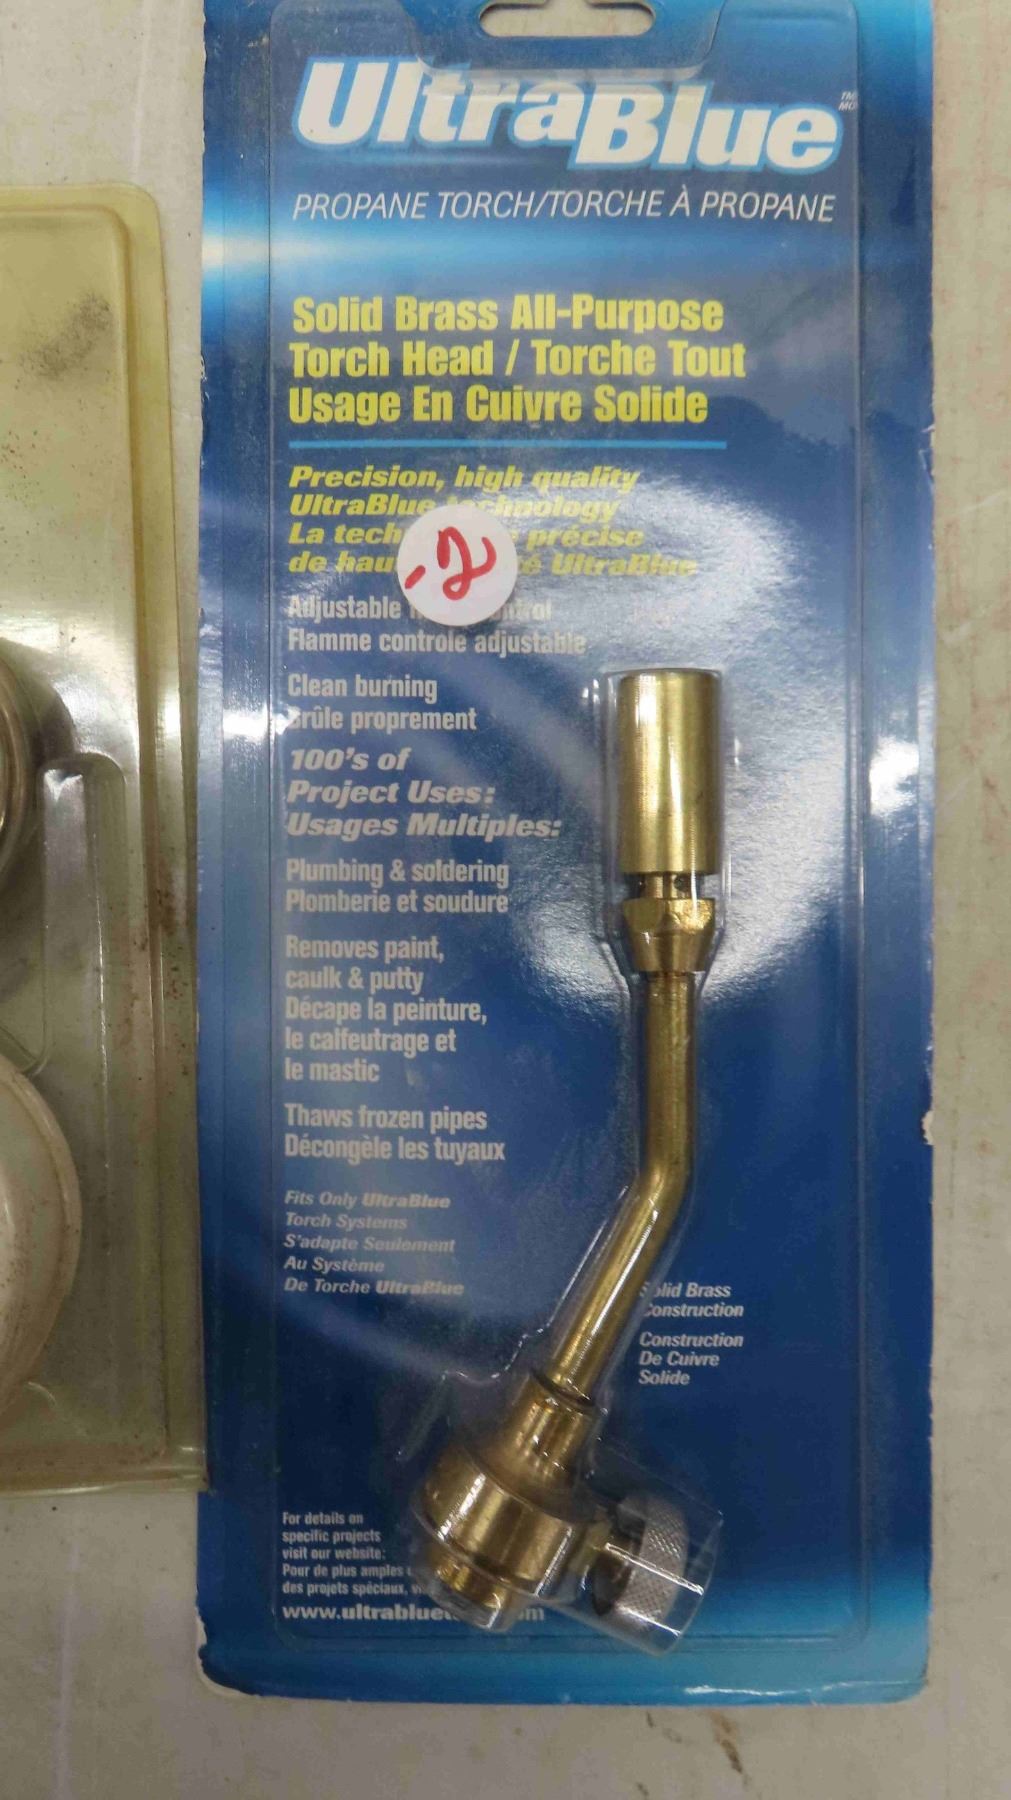 UltraBlue
TM
PROPANE TORCH/TORCHE À PROPANE
Solid Brass All-Purpose
Torch Head / Torche Tout
Usage En Cuivre Solide
Precision, high quality
UltraBlue technology
La tech précise
de hau UltraBlue
Adjustable
Flamme controle adjustable
Clean burning
Brûle proprement
100's of
Project Uses:
Usages Multiples:
Plumbing & soldering
Plomberie et soudure
Removes paint,
caulk & putty
Décape la peinture,
le calfeutrage et
le mastic
Thaws frozen pipes
Décongèle les tuyaux
Fits Only UltraBlue
Torch Systems
S'adapte Seulement
Au Système
De Torche UltraBlue
Solid Brass
Construction
Construction
De Cuivre
Solide
For details on
specific projects
visit our website:
Pour de plus amples
des projets spéciaux,